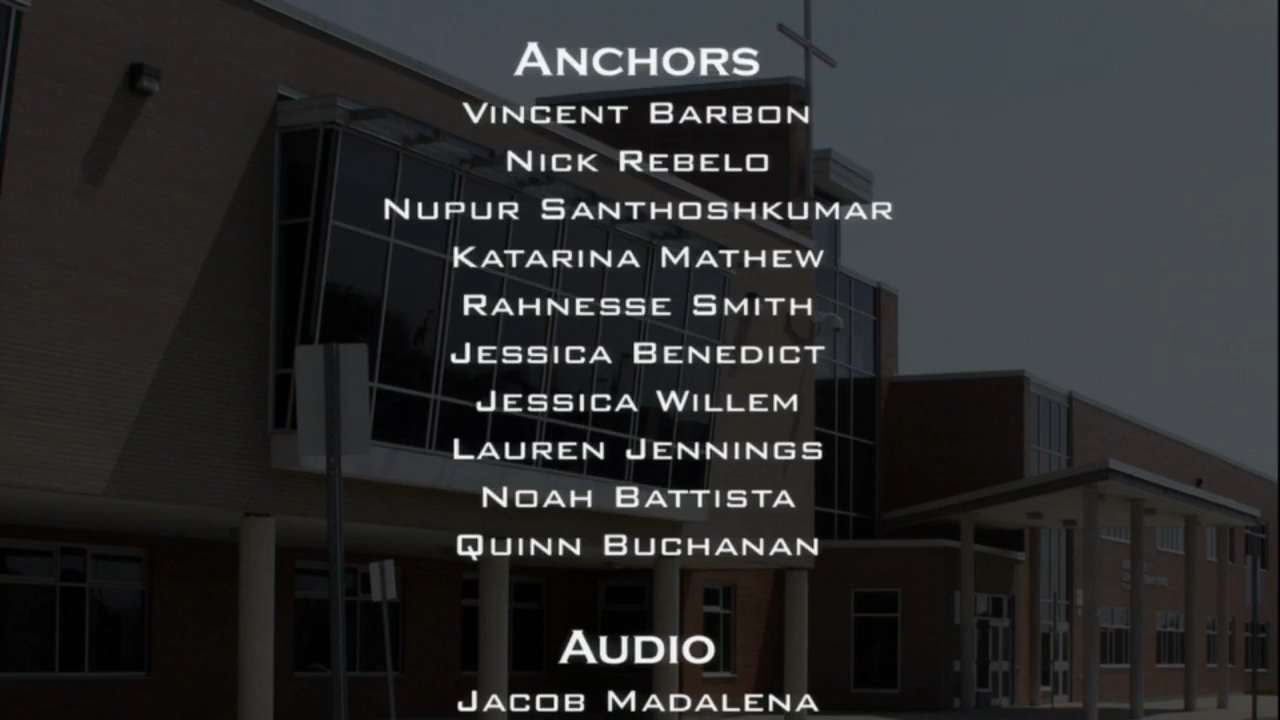 Anchors
Vincent Barbon
Nick Rebelo
Nupur Santhoshkumar
Katarina Mathew
Rahnesse Smith
Jessica Benedict
Jessica Willem
Lauren Jennings
Noah Battista
Quinn Buchanan
Audio
Jacob Madalena